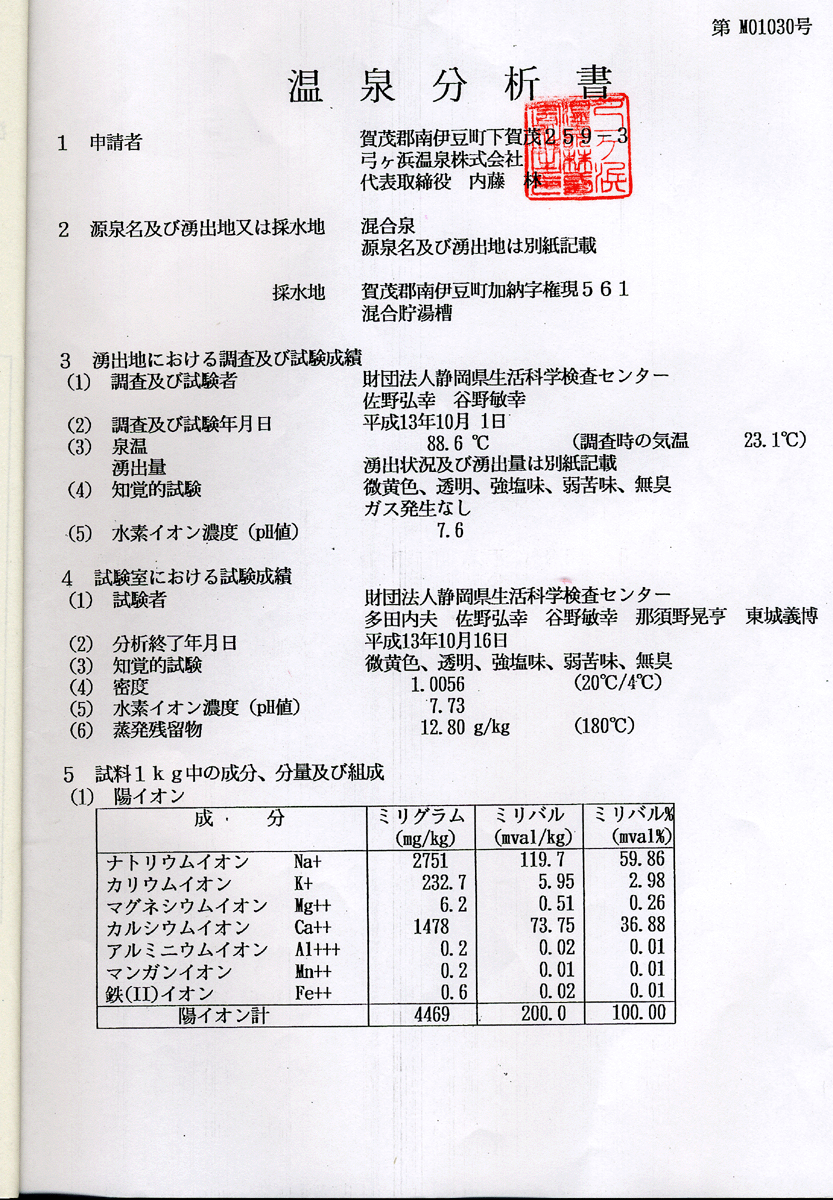 第 M01030号
温泉分析書
1 申請者 賀茂郡南伊豆町下賀茂259-3
弓ヶ浜温泉株式会社
代表取締役 内藤 林
2 源泉名及び湧出地又は採水地 混合泉
源泉名及び湧出地は別紙記載
採水地 賀茂郡南伊豆町加納字権現561
混合貯湯槽
3 湧出地における調査及び試験成績
(1) 調査及び試験者 財団法人静岡県生活科学検査センター
佐野弘幸 谷野敏幸
(2) 調査及び試験年月日 平成13年10月 1日
(3) 泉温 88.6 ℃ (調査時の気温 23.1℃)
湧出量 湧出状況及び湧出量は別紙記載
(4) 知覚的試験 微黄色、透明、強塩味、弱苦味、無臭
ガス発生なし
(5) 水素イオン濃度 (pH値) 7.6
4 試験室における試験成績
(1) 試験者 財団法人静岡県生活科学検査センター
多田内夫 佐野弘幸 谷野敏幸 那須野晃亨 東城義博
(2) 分析終了年月日 平成13年10月16日
(3) 知覚的試験 微黄色、透明、強塩味、弱苦味、無臭
(4) 密度 1.0056 (20℃/4℃)
(5) 水素イオン濃度 (pH値) 7.73
(6) 蒸発残留物 12.80 g/kg (180℃)
5 試料1kg中の成分、分量及び組成
(1) 陽イオン
成 分 ミリグラム ミリバル ミリバル%
(mg/kg) (mval/kg) (mval%)
ナトリウムイオン Na+ 2751 119.7 59.86
カリウムイオン K+ 232.7 5.95 2.98
マグネシウムイオン Mg++ 6.2 0.51 0.26
カルシウムイオン Ca++ 1478 73.75 36.88
アルミニウムイオン Al+++ 0.2 0.02 0.01
マンガンイオン Mn++ 0.2 0.01 0.01
鉄(II)イオン Fe++ 0.6 0.02 0.01
陽イオン計 4469 200.0 100.00